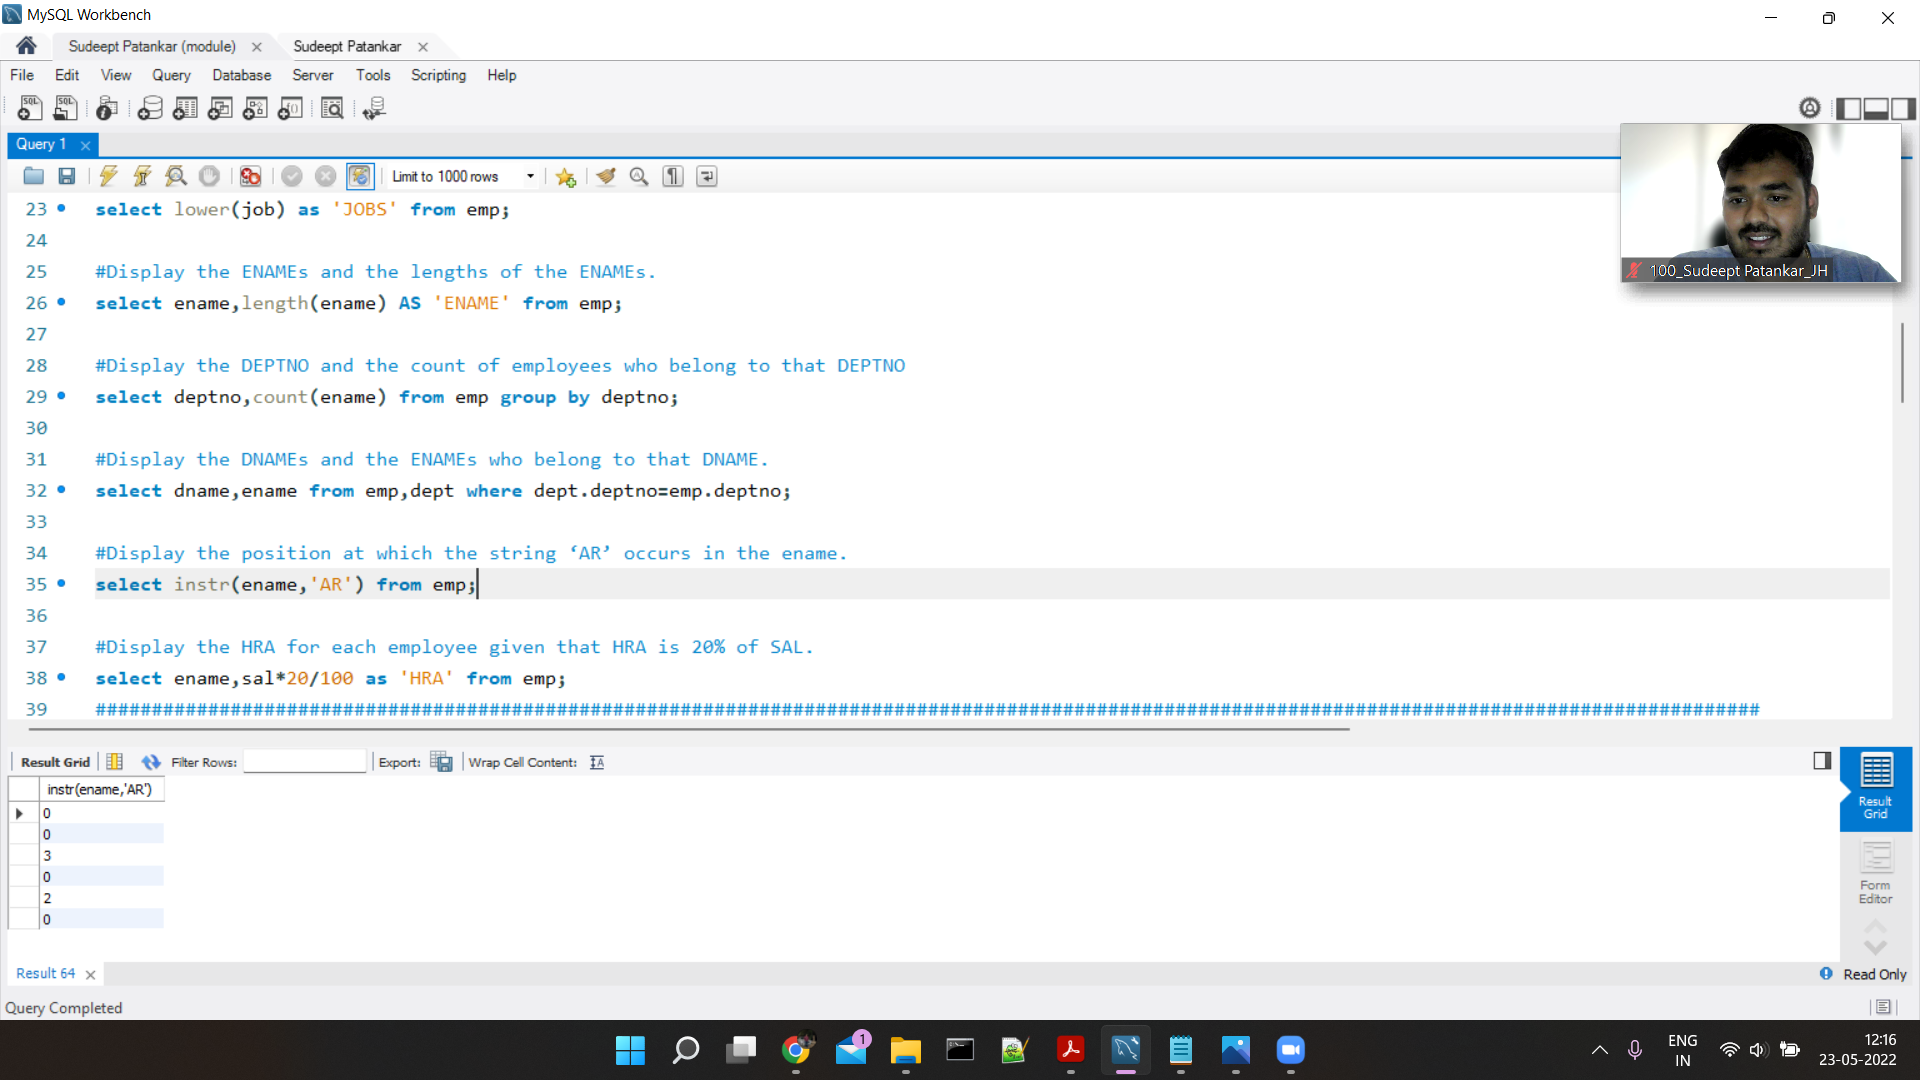 MySQL Workbench
Sudeept Patankar (module)
Sudeept Patankar
File Edit View Query Database Server Tools Scripting Help
Query 1
Limit to 1000 rows
23 select lower(job) as 'JOBS' from emp;
24
25 #Display the ENAMEs and the lengths of the ENAMEs.
26 select ename,length(ename) AS 'ENAME' from emp;
27
28 #Display the DEPTNO and the count of employees who belong to that DEPTNO
29 select deptno,count(ename) from emp group by deptno;
30
31 #Display the DNAMEs and the ENAMEs who belong to that DNAME.
32 select dname,ename from emp,dept where dept.deptno=emp.deptno;
33
34 #Display the position at which the string ‘AR’ occurs in the ename.
35 select instr(ename,'AR') from emp;
36
37 #Display the HRA for each employee given that HRA is 20% of SAL.
38 select ename,sal*20/100 as 'HRA' from emp;
39 ####################################################################################################################################################
100_Sudeept Patankar_JH
Result Grid Filter Rows: Export: Wrap Cell Content:
instr(ename,'AR')
0
0
3
0
2
0
Result
Grid
Form
Editor
Result 64
Read Only
Query Completed
1
ENG
IN
12:16
23-05-2022